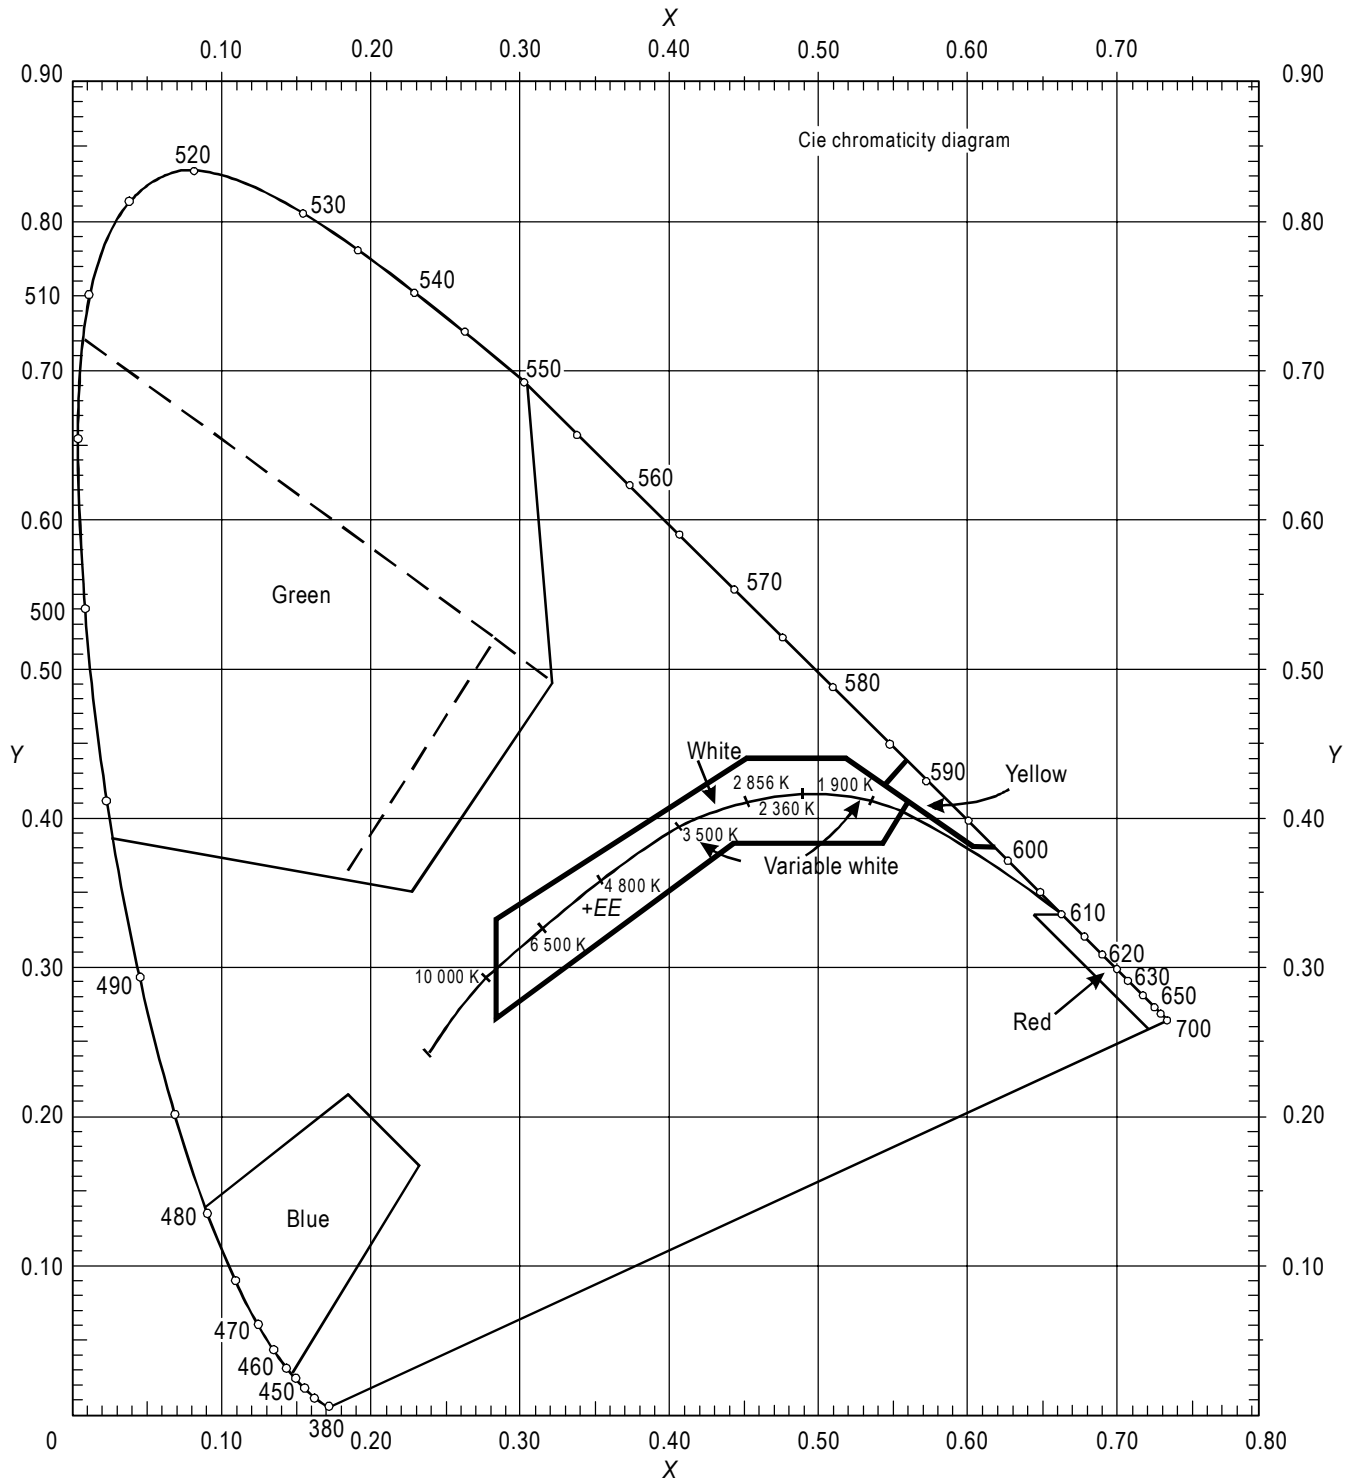 X
0.10 0.20 0.30 0.40 0.50 0.60 0.70
0.90 0.90
Cie chromaticity diagram
520
530
0.80 0.80
540
510
550
0.70 0.70
560
0.60 0.60
570
Green
500
0.50 0.50
580
White
Y Y
590 Yellow
2 856 K 1 900 K
2 360 K
0.40 0.40
3 500 K
600
Variable white
4 800 K
+EE
610
6 500 K
620
0.30 10 000 K 0.30
630
490
650
Red
700
0.20 0.20
480
Blue
0.10 0.10
470
460
450
380
0 0.10 0.20 0.30 0.40 0.50 0.60 0.70 0.80
X